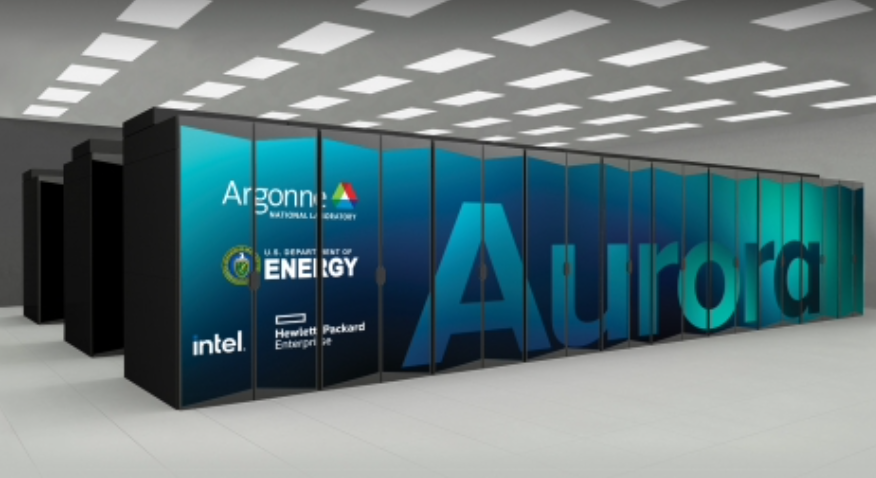 Argonne
NATIONAL LABORATORY
U.S. DEPARTMENT OF
ENERGY
intel.
Hewlett Packard
Enterprise
Aurora